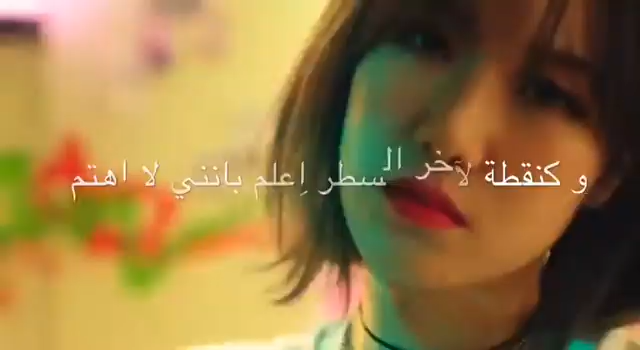 و كنقطة لآخر السطر اِعلم بانني لا اهتم